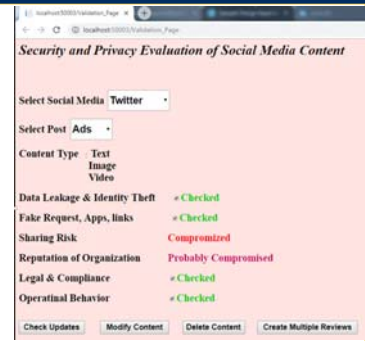 localhost:50003/Validation_Page
localhost:50003/Validation_Page
Security and Privacy Evaluation of Social Media Content
Select Social Media Twitter
Select Post Ads
Content Type Text
Image
Video
Data Leakage & Identity Theft Checked
Fake Request, Apps, links Checked
Sharing Risk Compromized
Reputation of Organization Probably Compromised
Legal & Compliance Checked
Operatinal Behavior Checked
Check Updates Modify Content Delete Content Create Multiple Reviews